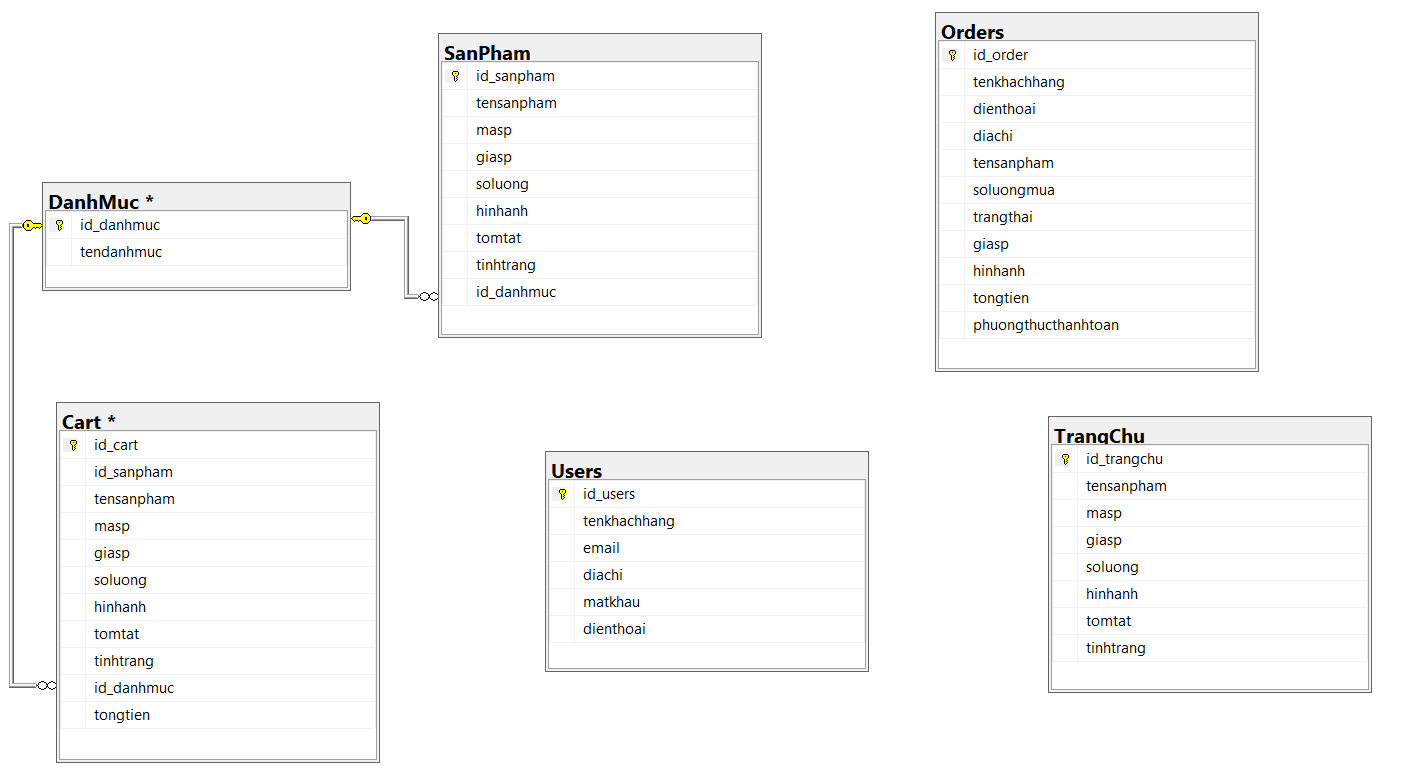 DanhMuc *
id_danhmuc
tendanhmuc
SanPham
id_sanpham
tensanpham
masp
giasp
soluong
hinhanh
tomtat
tinhtrang
id_danhmuc
Orders
id_order
tenkhachhang
dienthoai
diachi
tensanpham
soluongmua
trangthai
giasp
hinhanh
tongtien
phuongthucthanhtoan
Cart *
id_cart
id_sanpham
tensanpham
masp
giasp
soluong
hinhanh
tomtat
tinhtrang
id_danhmuc
tongtien
Users
id_users
tenkhachhang
email
diachi
matkhau
dienthoai
TrangChu
id_trangchu
tensanpham
masp
giasp
soluong
hinhanh
tomtat
tinhtrang